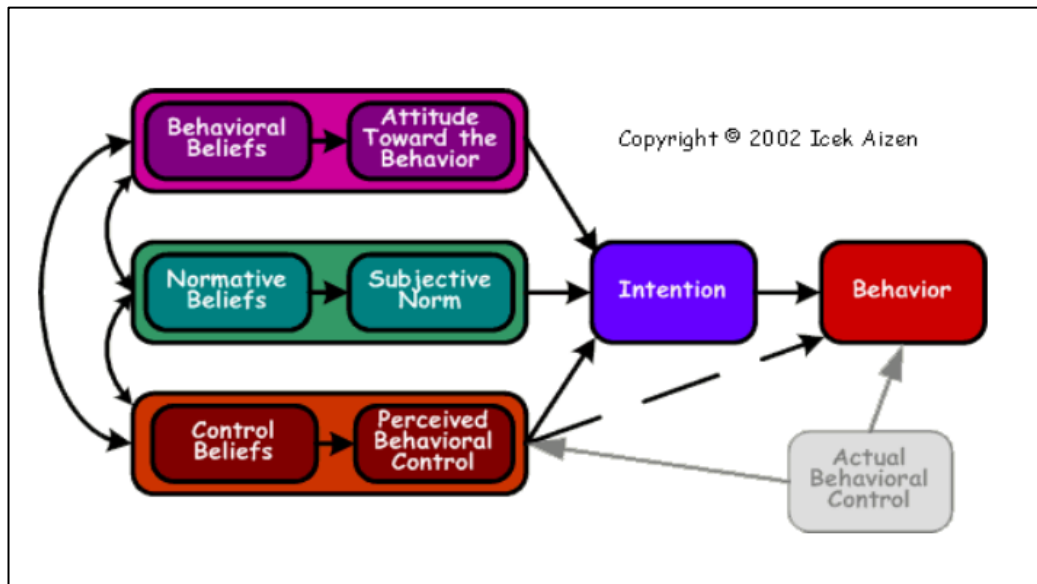 Behavioral
Beliefs
Attitude
Toward the
Behavior
Copyright © 2002 Icek Aizen
Normative
Beliefs
Subjective
Norm
Intention
Behavior
Control
Beliefs
Perceived
Behavioral
Control
Actual
Behavioral
Control